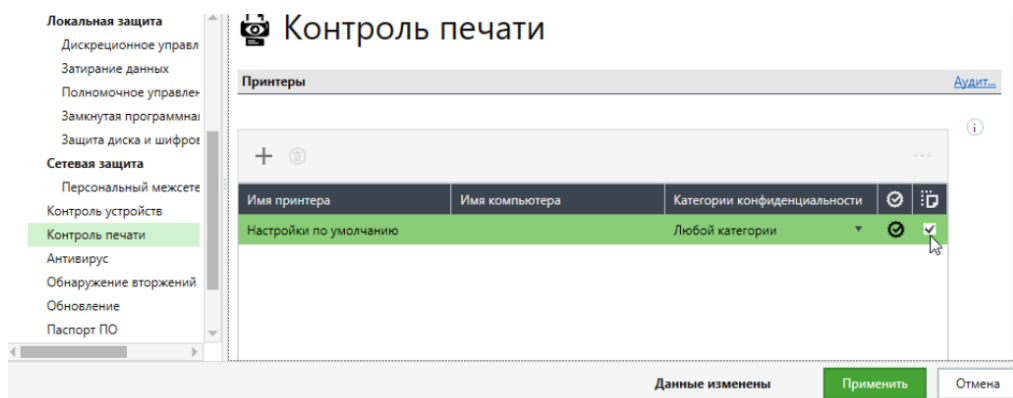 Локальная защита
Дискреционное управл
Затирание данных
Полномочное управлен
Замкнутая программна
Защита диска и шифров
Сетевая защита
Персональный межсете
Контроль устройств
Контроль печати
Антивирус
Обнаружение вторжений
Обновление
Паспорт ПО
Контроль печати
Принтеры
Аудит...
Имя принтера
Имя компьютера
Категории конфиденциальности
Настройки по умолчанию
Любой категории
Данные изменены
Применить
Отмена